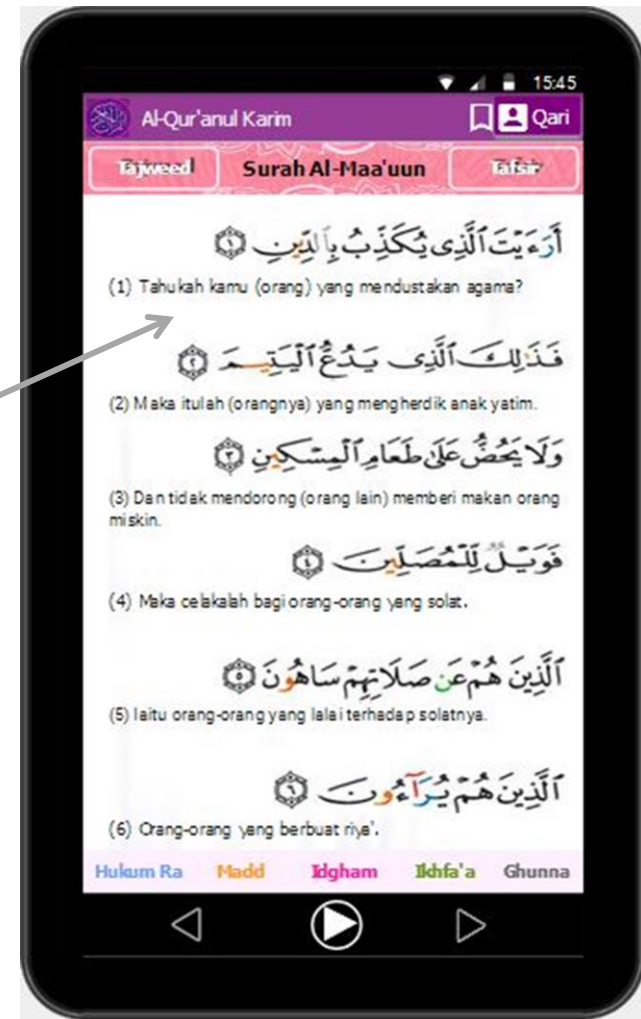 15:45
Al-Qur'anul Karim
Qari
Tajweed
Surah Al-Maa'uun
Tafsir
أَرَءَيْتَ ٱلَّذِى يُكَذِّبُ بِٱلدِّينِ ١
(1) Tahukah kamu (orang) yang mendustakan agama?
فَذَٰلِكَ ٱلَّذِى يَدُعُّ ٱلْيَتِيمَ ٢
(2) Maka itulah (orangnya) yang mengherdik anak yatim.
وَلَا يَحُضُّ عَلَىٰ طَعَامِ ٱلْمِسْكِينِ ٣
(3) Dan tidak mendorong (orang lain) memberi makan orang
miskin.
فَوَيْلٌ لِّلْمُصَلِّينَ ٤
(4) Maka celakalah bagi orang-orang yang solat.
ٱلَّذِينَ هُمْ عَن صَلَاتِهِمْ سَاهُونَ ٥
(5) Iaitu orang-orang yang lalai terhadap solatnya.
ٱلَّذِينَ هُمْ يُرَآءُونَ ٦
(6) Orang-orang yang berbuat riya'.
Hukum Ra Madd Idgham Ikhfa'a Ghunna